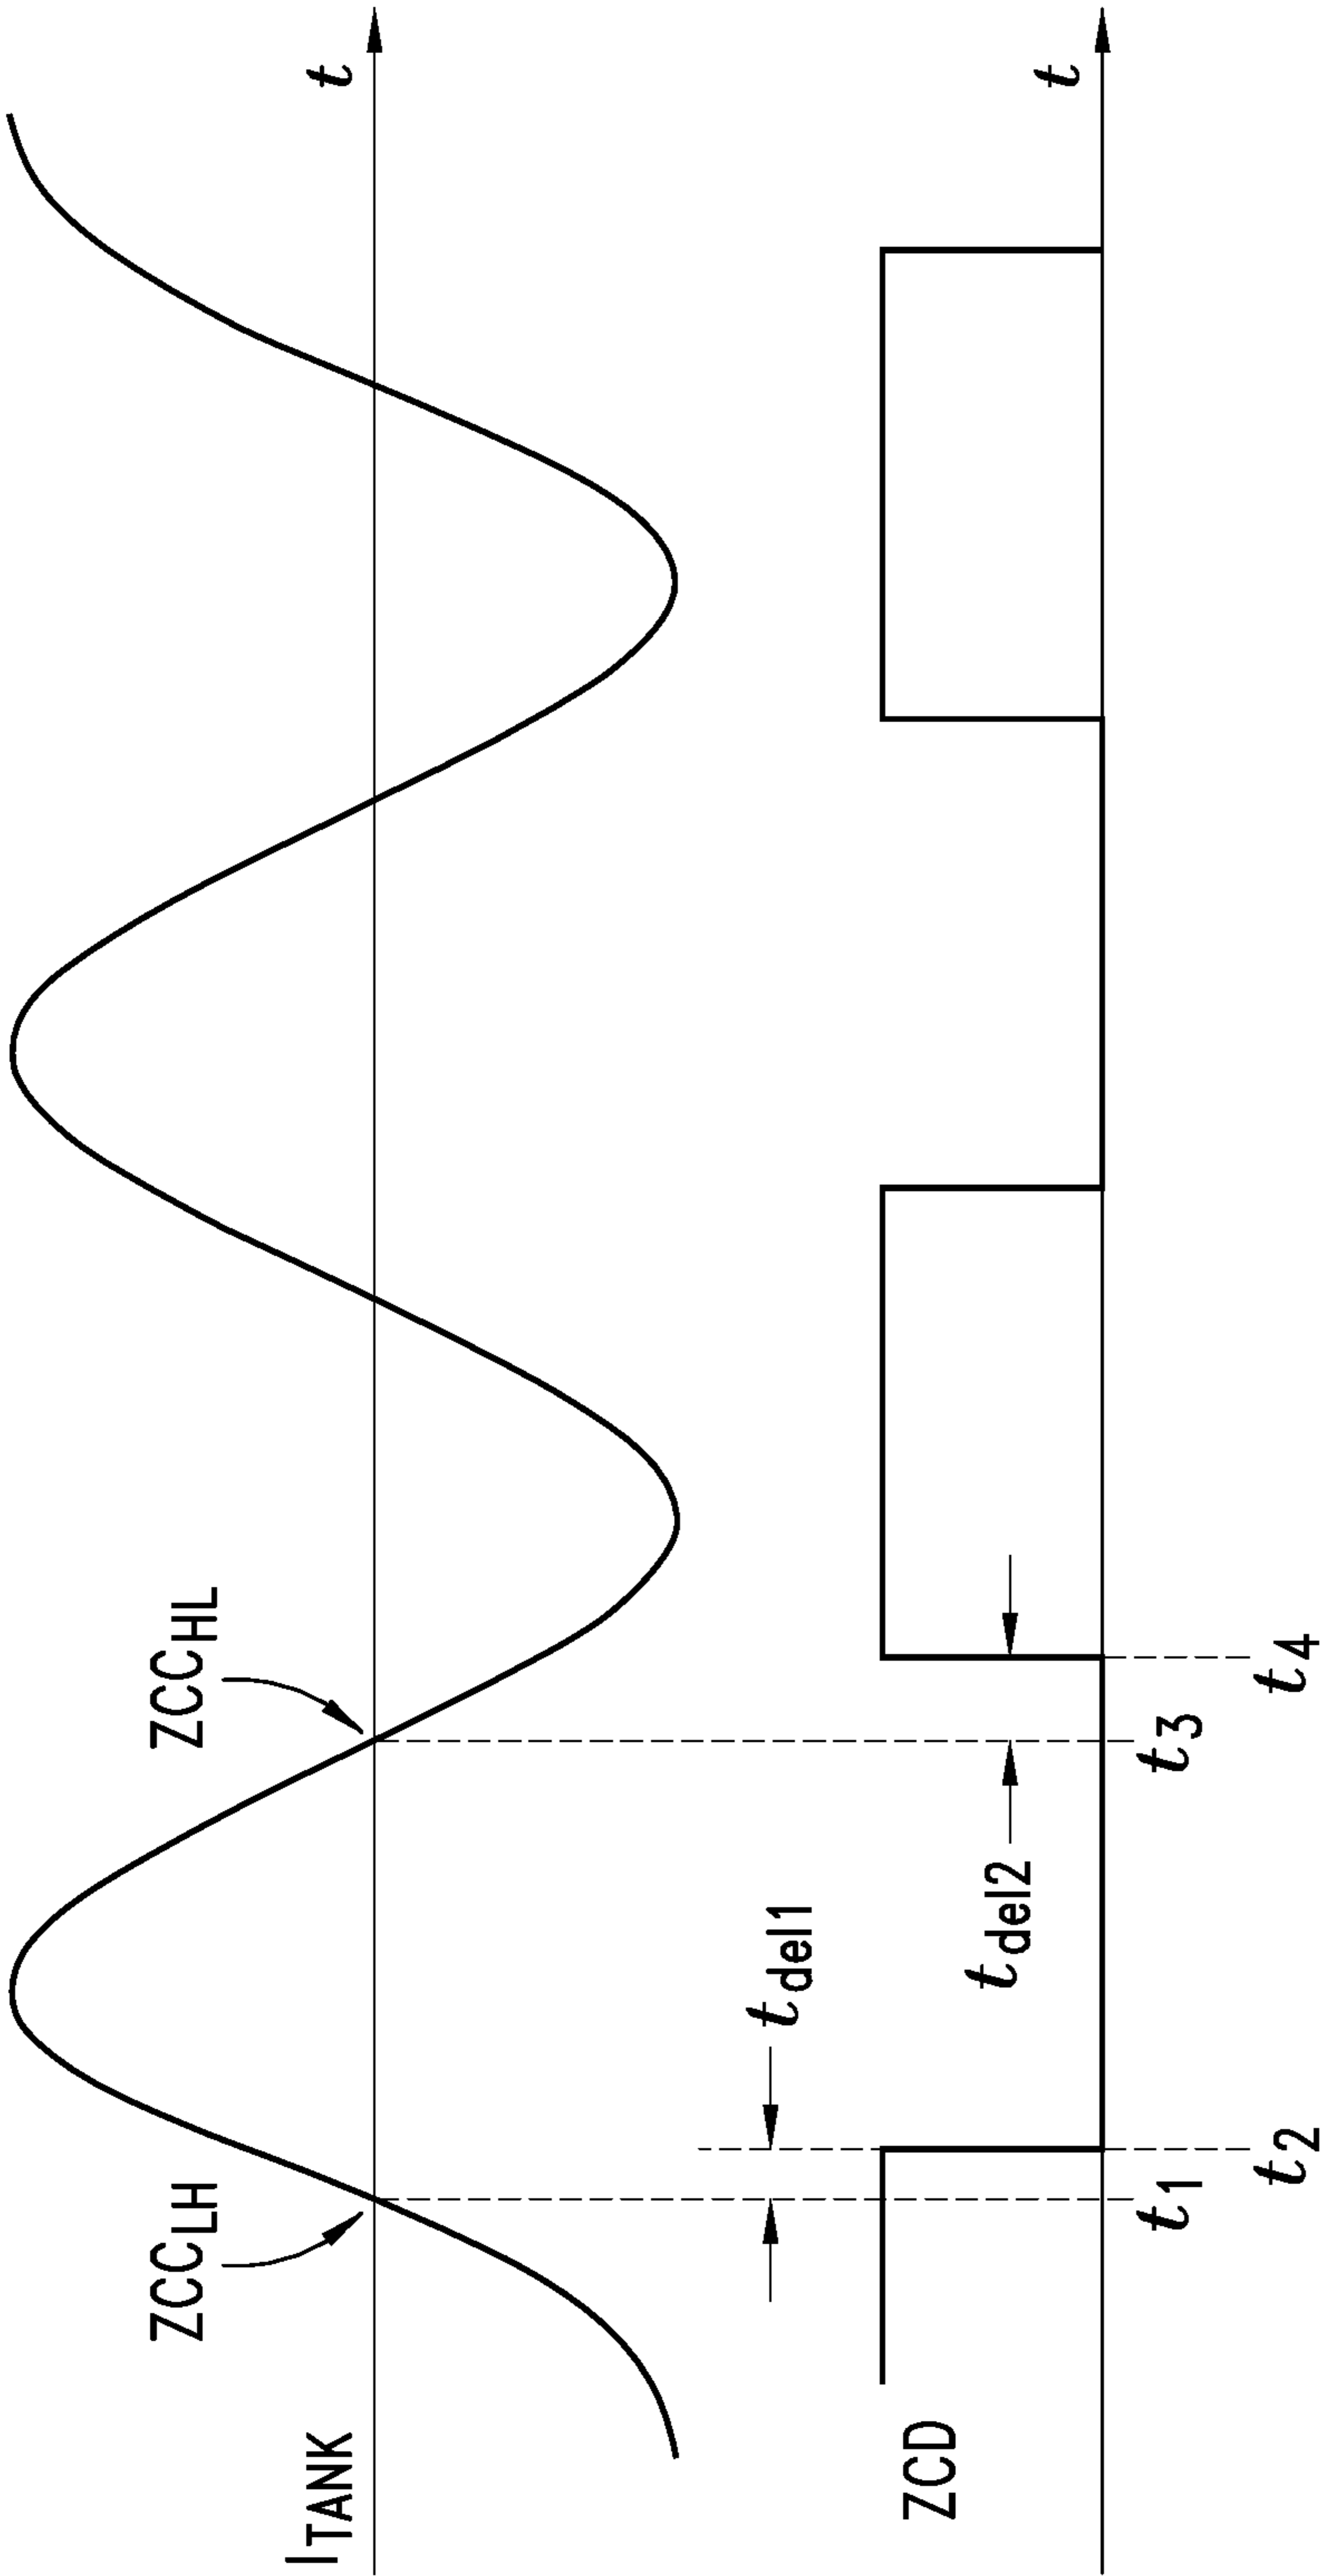 I_TANK
ZCC_LH
ZCC_HL
t
t_del1
t_del2
ZCD
t
t_1
t_3
t_2
t_4